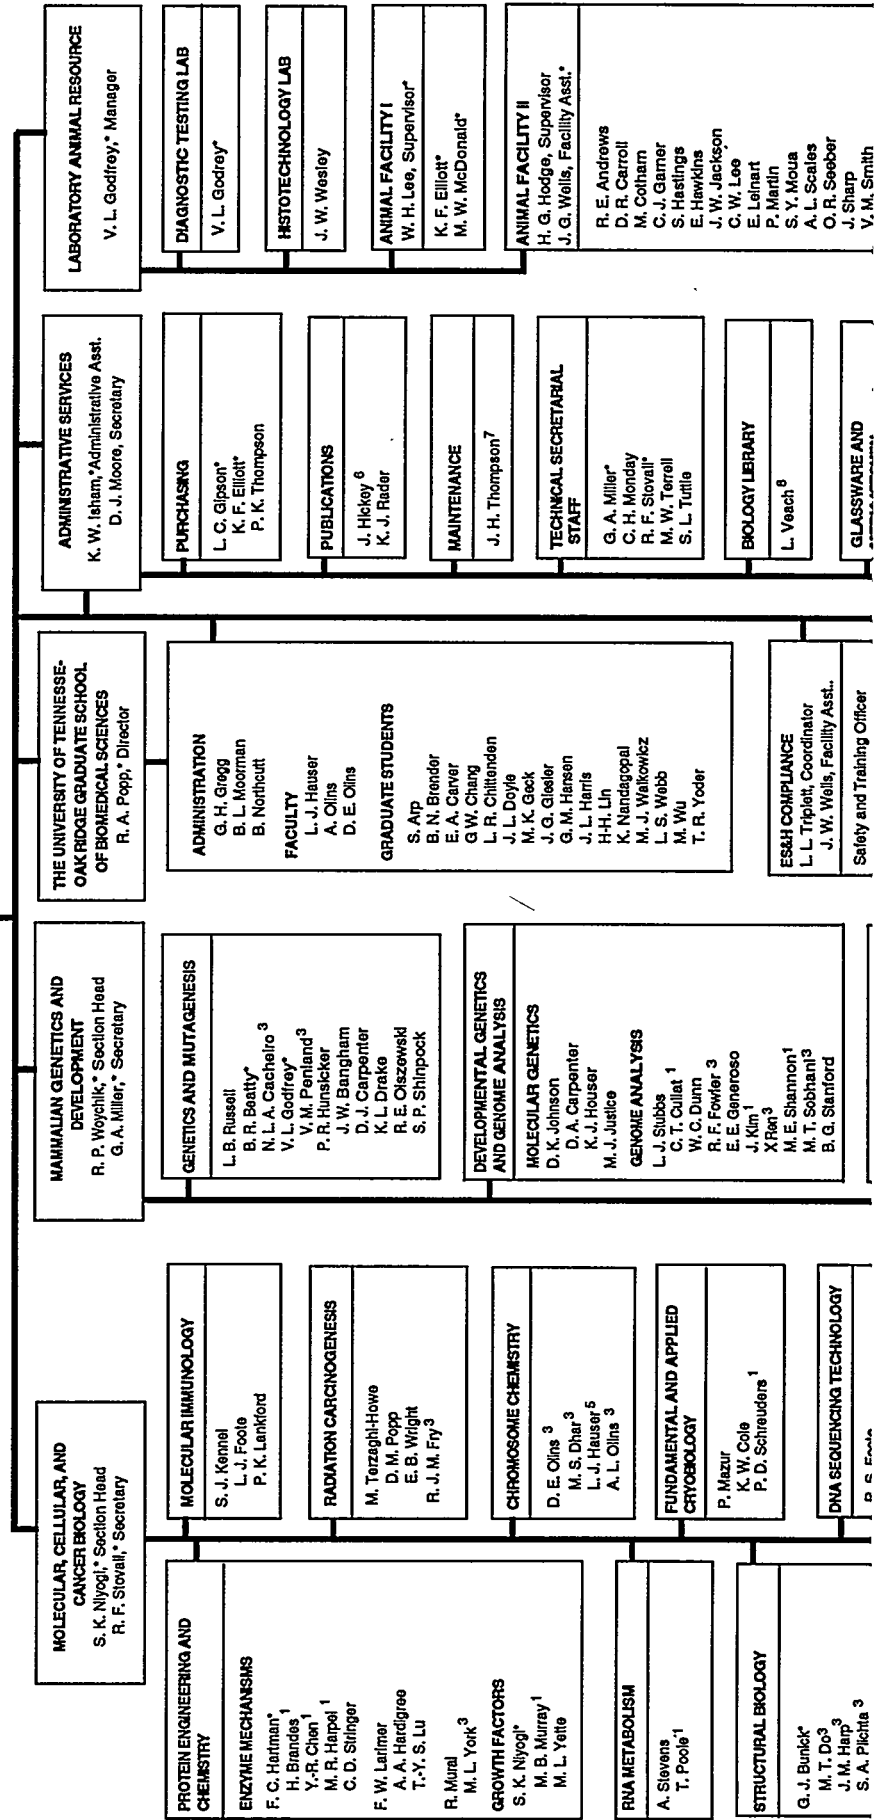 MOLECULAR, CELLULAR, AND
CANCER BIOLOGY
S. K. Niyogi,* Section Head
R. F. Stovall,* Secretary
PROTEIN ENGINEERING AND
CHEMISTRY
ENZYME MECHANISMS
F. C. Hartman*
H. Brandes 1
Y.-R. Chen 1
M. R. Harpel 1
C. D. Stringer
F. W. Larimer
A. A. Hardigree
T.-Y. S. Lu
R. Mural
M. L. York 3
GROWTH FACTORS
S. K. Niyogi*
M. B. Murray 1
M. L. Yette
RNA METABOLISM
A. Stevens
T. Poole 1
STRUCTURAL BIOLOGY
G. J. Bunick*
M. T. Do 3
J. M. Harp 3
S. A. Plichta 3
MOLECULAR IMMUNOLOGY
S. J. Kennel
L. J. Foote
P. K. Lankford
RADIATION CARCINOGENESIS
M. Terzaghi-Howe
D. M. Popp
E. B. Wright
R. J. M. Fry 3
CHROMOSOME CHEMISTRY
D. E. Olins 3
M. S. Dhar 3
L. J. Hauser 5
A. L. Olins 3
FUNDAMENTAL AND APPLIED
CRYOBIOLOGY
P. Mazur
K. W. Cole
P. D. Schreuders 1
DNA SEQUENCING TECHNOLOGY
MAMMALIAN GENETICS AND
DEVELOPMENT
R. P. Woychik,* Section Head
G. A. Miller,* Secretary
GENETICS AND MUTAGENESIS
L. B. Russell
B. R. Beatty*
N. L. A. Cacheiro 3
V. L. Godfrey*
V. M. Penland 3
P. R. Hunsicker
J. W. Bangham
D. J. Carpenter
K. L. Drake
R. E. Olszewski
S. P. Shinpock
DEVELOPMENTAL GENETICS
AND GENOME ANALYSIS
MOLECULAR GENETICS
D. K. Johnson
D. A. Carpenter
K. J. Houser
M. J. Justice
GENOME ANALYSIS
L. J. Stubbs
C. T. Cullat 1
W. C. Dunn
R. F. Fowler 3
E. E. Generoso
J. Kim 1
X Ren 3
M. E. Shannon 1
M. T. Sobhani 3
B. G. Stanford
THE UNIVERSITY OF TENNESSE-
OAK RIDGE GRADUATE SCHOOL
OF BIOMEDICAL SCIENCES
R. A. Popp,* Director
ADMINISTRATION
G. H. Gregg
B. L. Moorman
B. Northcutt
FACULTY
L. J. Hauser
A. Olins
D. E. Olins
GRADUATE STUDENTS
S. Arp
B. N. Brender
E. A. Carver
G W. Chang
L. R. Chittenden
J. L. Doyle
M. K. Geck
J. G. Giesler
G. M. Hansen
J. L. Harris
H-H. Lin
K. Nandagopal
M. J. Walkowicz
L. S. Webb
M. Wu
T. R. Yoder
ES&H COMPLIANCE
L. L. Triplett, Coordinator
J. W. Wells, Facility Asst..
Safety and Training Officer
ADMINISTRATIVE SERVICES
K. W. Isham,*Administrative Asst.
D. J. Moore, Secretary
PURCHASING
L. C. Gipson*
K. F. Elliott*
P. K. Thompson
PUBLICATIONS
J. Hickey 6
K. J. Rader
MAINTENANCE
J. H. Thompson 7
TECHNICAL SECRETARIAL
STAFF
G. A. Miller*
C. H. Monday
R. F. Stovall*
M. W. Terrell
S. L. Tuttle
BIOLOGY LIBRARY
L. Veach 8
GLASSWARE AND
LABORATORY ANIMAL RESOURCE
V. L. Godfrey,* Manager
DIAGNOSTIC TESTING LAB
V. L. Godrey*
HISTOTECHNOLOGY LAB
J. W. Wesley
ANIMAL FACILITY I
W. H. Lee, Supervisor*
K. F. Elliott*
M. W. McDonald*
ANIMAL FACILITY II
H. G. Hodge, Supervisor
J. G. Wells, Facility Asst.*
R. E. Andrews
D. R. Carroll
M. Cotham
C. J. Garner
S. Hastings
E. Hawkins
J. W. Jackson
C. W. Lee
E. Leinart
P. Martin
S. Y. Moua
A. L. Scales
O. R. Seeber
J. Sharp
V. M. Smith